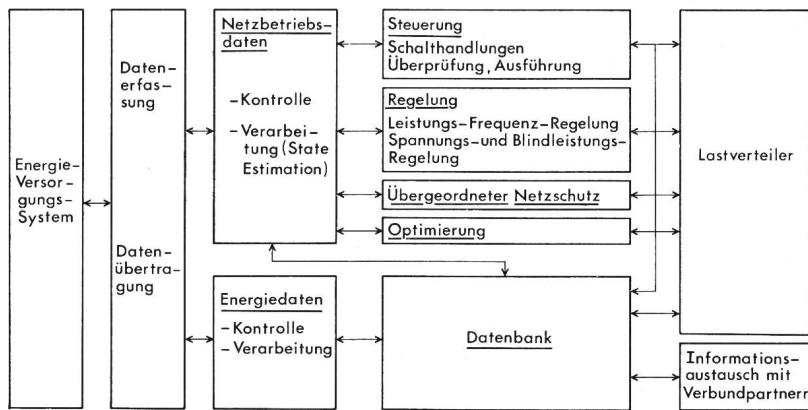 Energie-
Versor-
gungs-
System
Daten-
erfas-
sung
Daten-
übertra-
gung
Netzbetriebs-
daten
-Kontrolle
-Verarbei-
tung (State
Estimation)
Energiedaten
-Kontrolle
-Verarbeitung
Steuerung
Schalthandlungen
Überprüfung, Ausführung
Regelung
Leistungs-Frequenz-Regelung
Spannungs-und Blindleistungs-
Regelung
Übergeordneter Netzschutz
Optimierung
Datenbank
Lastverteiler
Informations-
austausch mit
Verbundpartnern